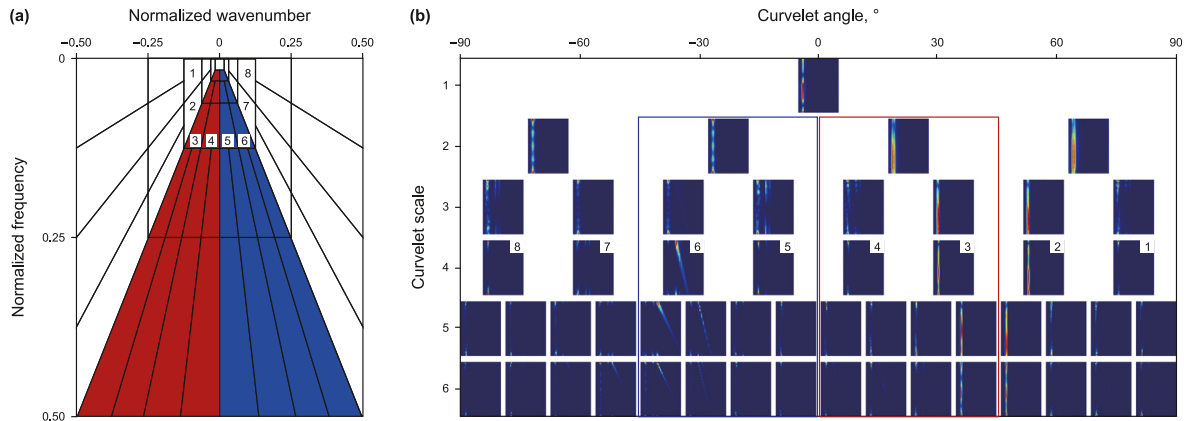 (a)
Normalized wavenumber
−0.50 −0.25 0 0.25 0.50
0
0.25
0.50
Normalized frequency
1 8
2 7
3 4 5 6
(b)
Curvelet angle, °
−90 −60 −30 0 30 60 90
Curvelet scale
1
2
3
4
5
6
8 7 6 5 4 3 2 1